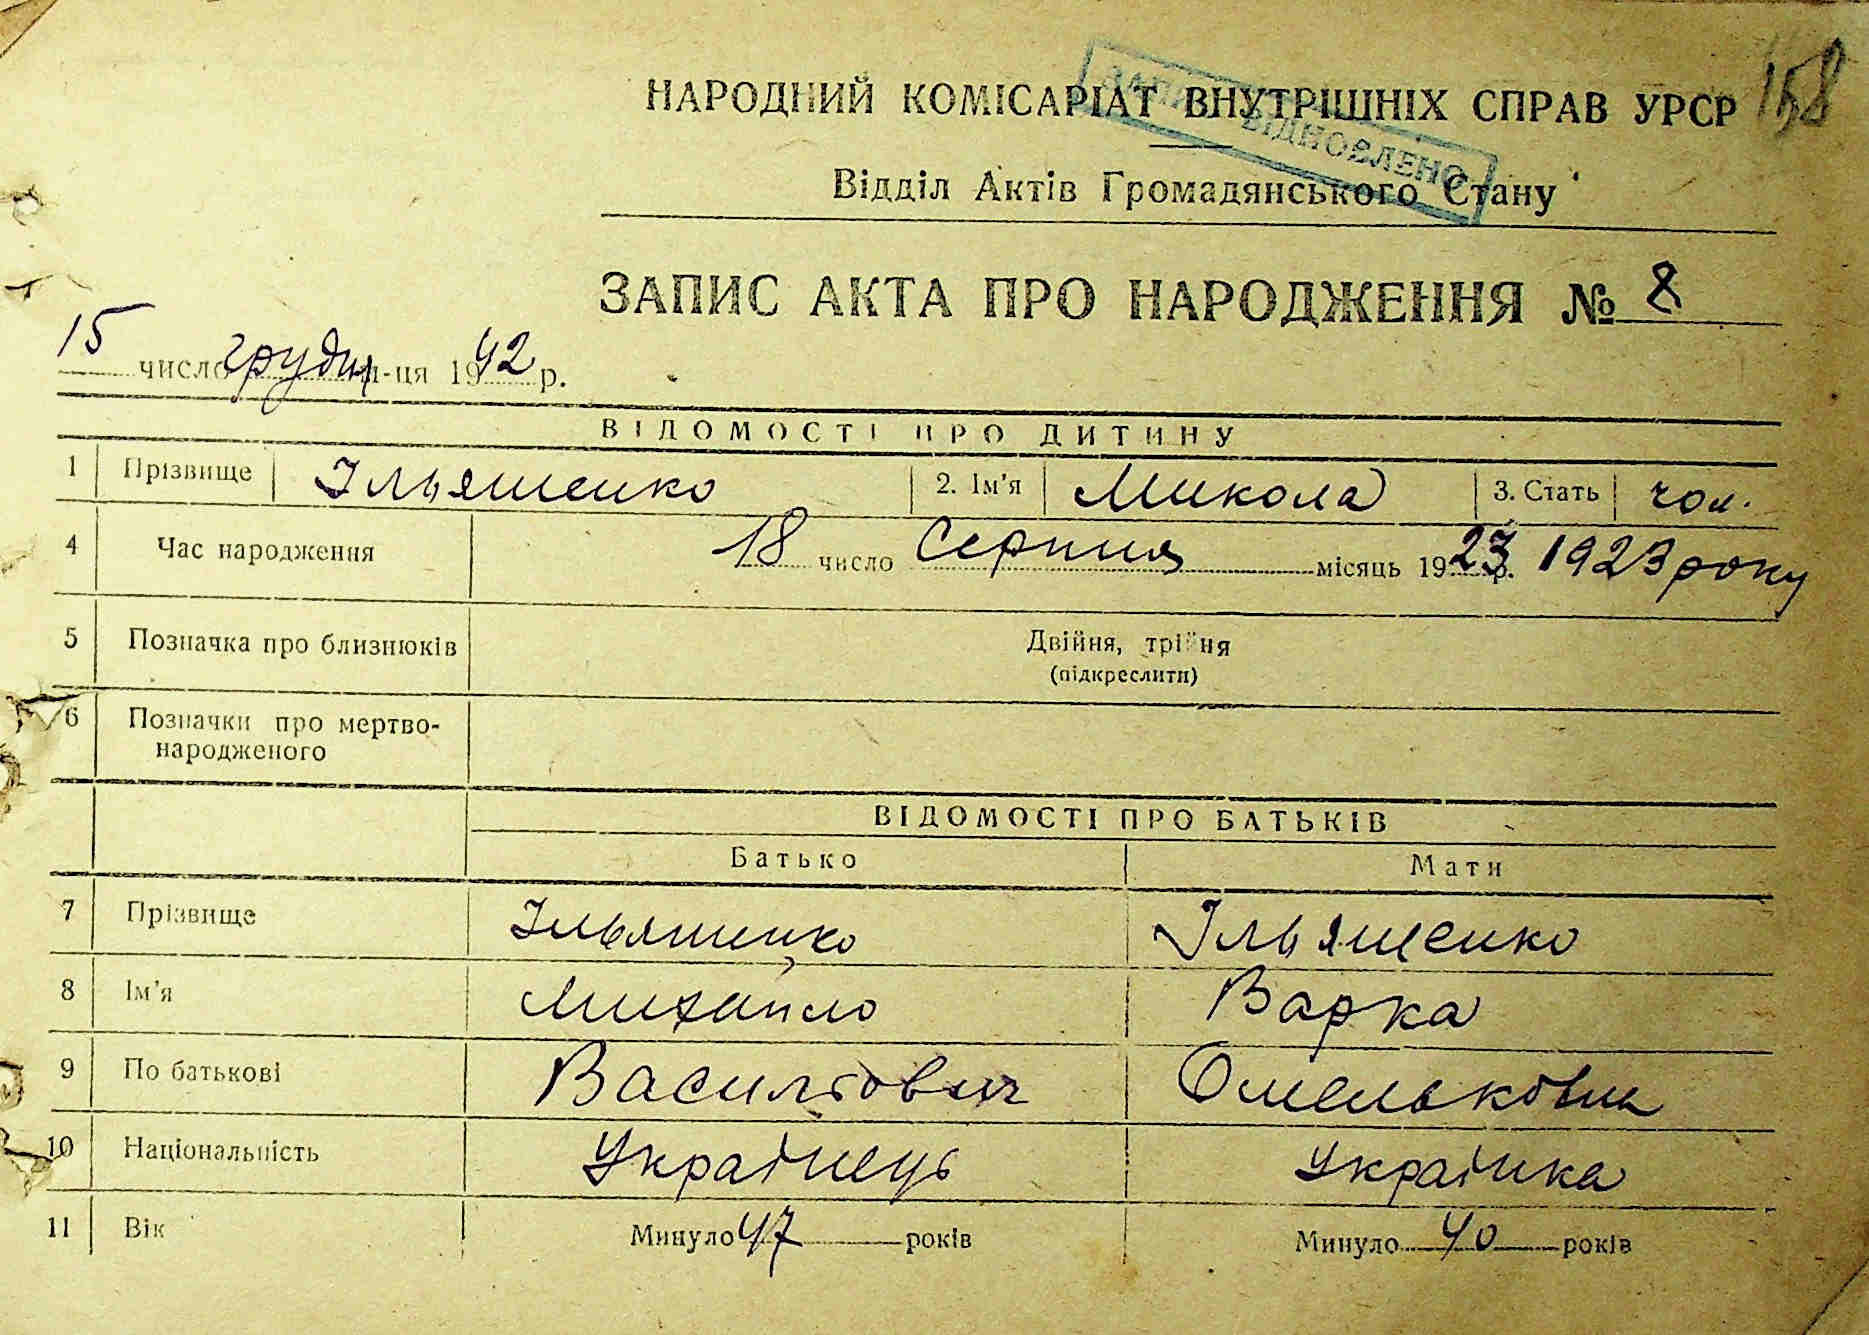 158
ЗАПИС ВІДНОВЛЕНО
НАРОДНИЙ КОМІСАРІАТ ВНУТРІШНІХ СПРАВ УРСР
Відділ Актів Громадянського Стану
ЗАПИС АКТА ПРО НАРОДЖЕННЯ № 8
15 число грудня м-ця 1942 р.
ВІДОМОСТІ ПРО ДИТИНУ
1 Прізвище Ільяшенко 2. Ім'я Микола 3. Стать чол.
4 Час народження 18 число Серпня місяць 1923 р. 1923 року
5 Позначка про близнюків Двійня, трійня
(підкреслити)
6 Позначки про мертво-
народженого
ВІДОМОСТІ ПРО БАТЬКІВ
Батько Мати
7 Прізвище Ільяшенко Ільяшенко
8 Ім'я Михайло Варка
9 По батькові Васильович Омельковна
10 Національність Українець Українка
11 Вік Минуло 47 років Минуло 40 років